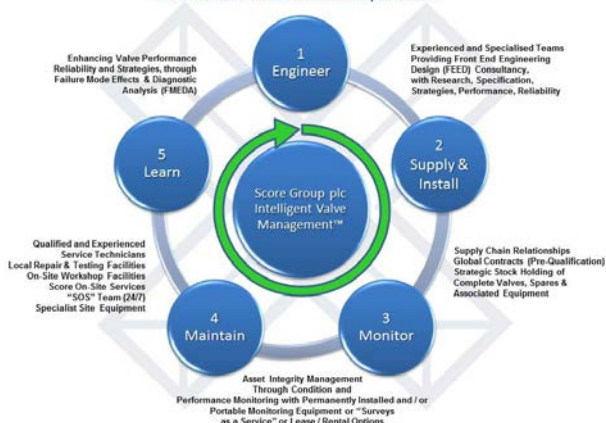 1
Engineer
Experienced and Specialised Teams
Providing Front End Engineering
Design (FEED) Consultancy,
with Research, Specification,
Strategies, Performance, Reliability
2
Supply &
Install
Supply Chain Relationships
Global Contracts (Pre-Qualification)
Strategic Stock Holding of
Complete Valves, Spares &
Associated Equipment
3
Monitor
Asset Integrity Management
Through Condition and
Performance Monitoring with Permanently Installed and / or
Portable Monitoring Equipment or "Surveys
as a Service" or Lease / Rental Options
4
Maintain
Qualified and Experienced
Service Technicians
Local Repair & Testing Facilities
On-Site Workshop Facilities
Score On-Site Services
"SOS" Team (24/7)
Specialist Site Equipment
5
Learn
Enhancing Valve Performance
Reliability and Strategies, through
Failure Mode Effects & Diagnostic
Analysis (FMEDA)
Score Group plc
Intelligent Valve
Management™